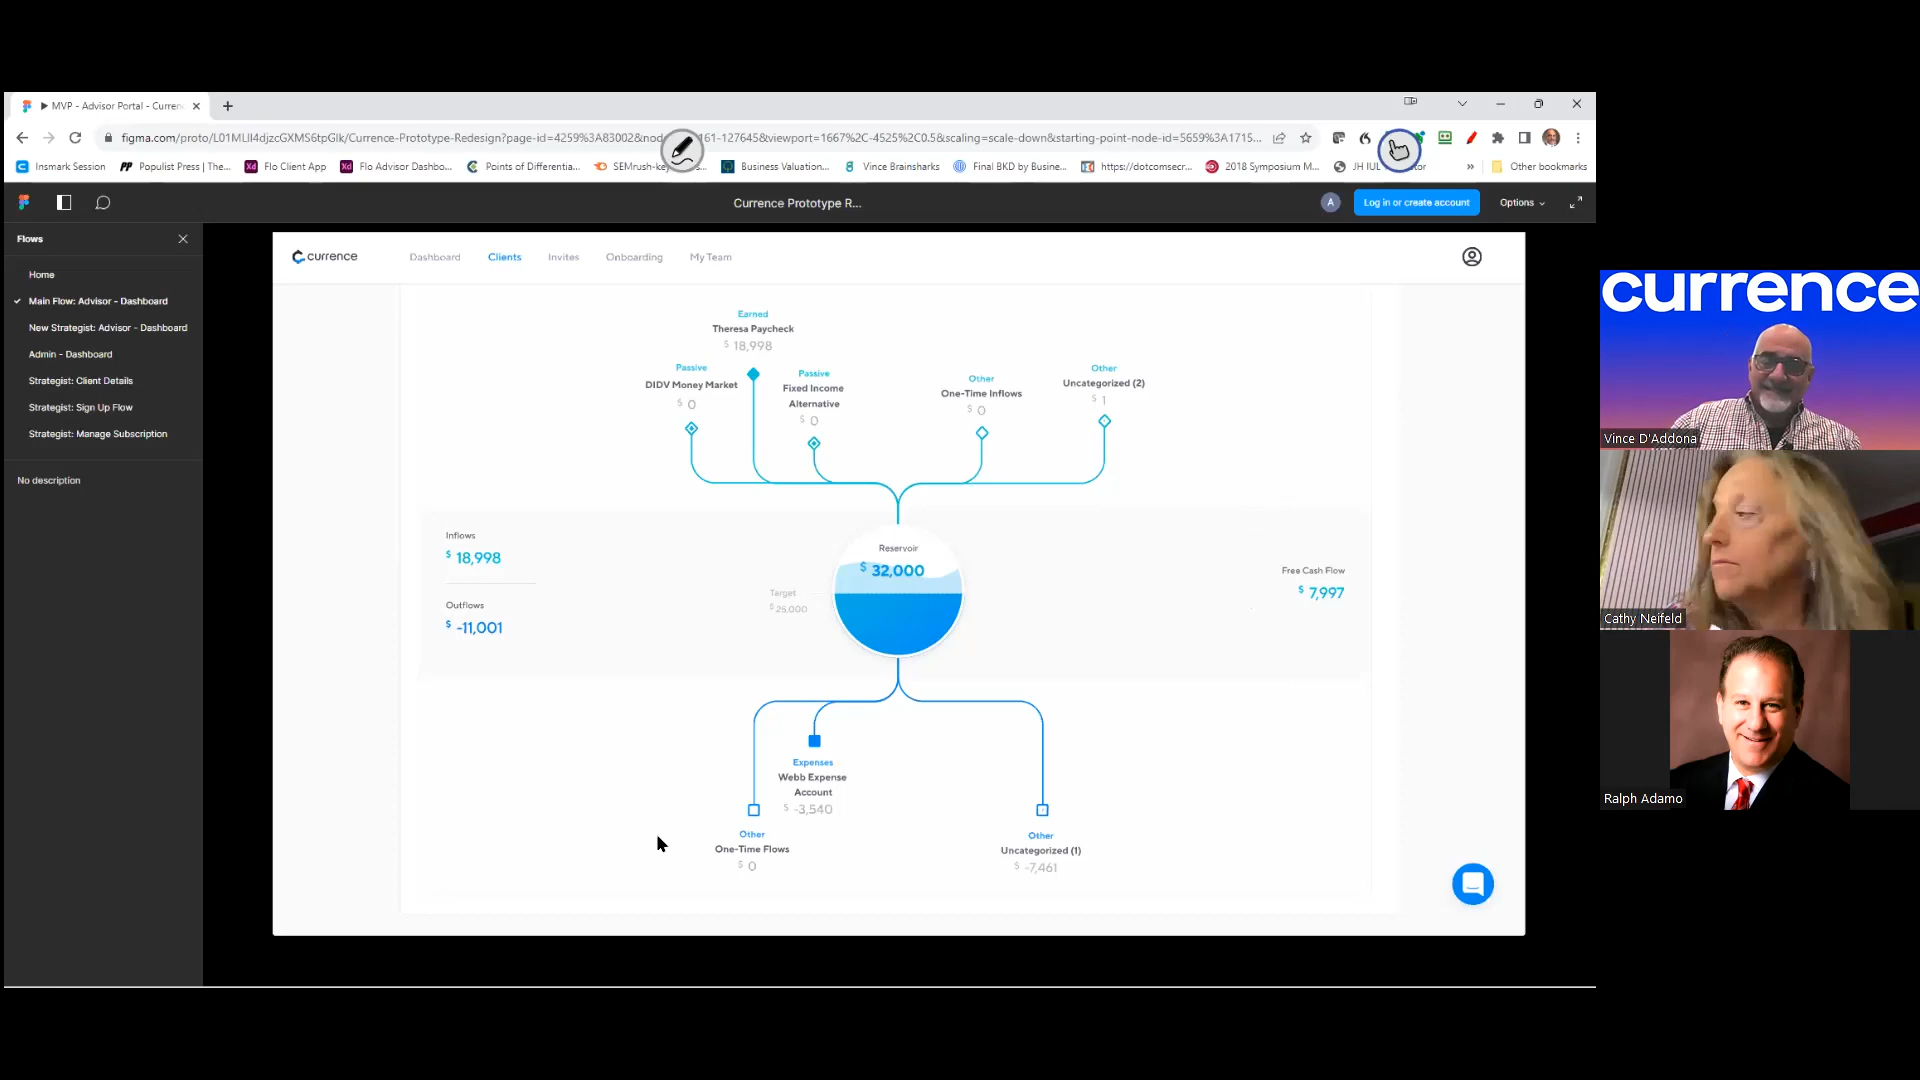 MVP - Advisor Portal - Curren
figma.com/proto/L01MLlI4djzcGXMS6tpGlk/Currence-Prototype-Redesign?page-id=4259%3A83002&nod 161-127645&viewport=1667%2C-4525%2C0.5&scaling=scale-down&starting-point-node-id=5659%3A1715...
Insmark Session
Populist Press | The...
Flo Client App
Flo Advisor Dashbo...
Points of Differentia...
SEMrush-key
Business Valuation...
Vince Brainsharks
Final BKD by Busine...
https://dotcomsecr...
2018 Symposium M...
JH IUL
Other bookmarks
Currence Prototype R...
A
Log in or create account
Options
Flows
Home
Main Flow: Advisor - Dashboard
New Strategist: Advisor - Dashboard
Admin - Dashboard
Strategist: Client Details
Strategist: Sign Up Flow
Strategist: Manage Subscription
No description
currence
Dashboard
Clients
Invites
Onboarding
My Team
Earned
Theresa Paycheck
$ 18,998
Passive
DIDV Money Market
$ 0
Passive
Fixed Income
Alternative
$ 0
Other
One-Time Inflows
$ 0
Other
Uncategorized (2)
$ 1
Inflows
$ 18,998
Outflows
$ -11,001
Target
$ 25,000
Reservoir
$ 32,000
Free Cash Flow
$ 7,997
Expenses
Webb Expense
Account
$ -3,540
Other
One-Time Flows
$ 0
Other
Uncategorized (1)
$ -7,461
currence
Vince D'Addona
Cathy Neifeld
Ralph Adamo